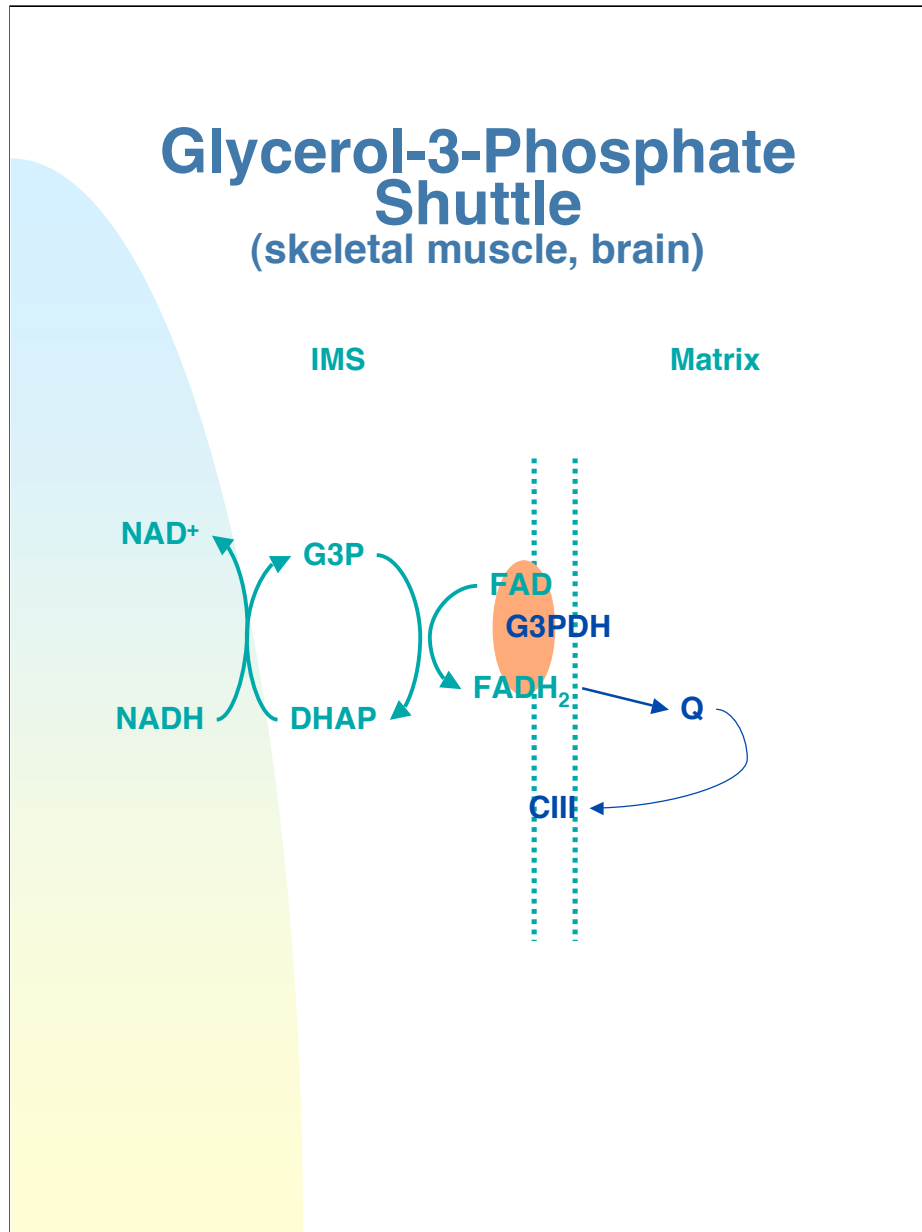 Glycerol-3-Phosphate
Shuttle
(skeletal muscle, brain)
IMS
Matrix
NAD⁺
G3P
FAD
G3PDH
FADH₂
NADH
DHAP
Q
CIII